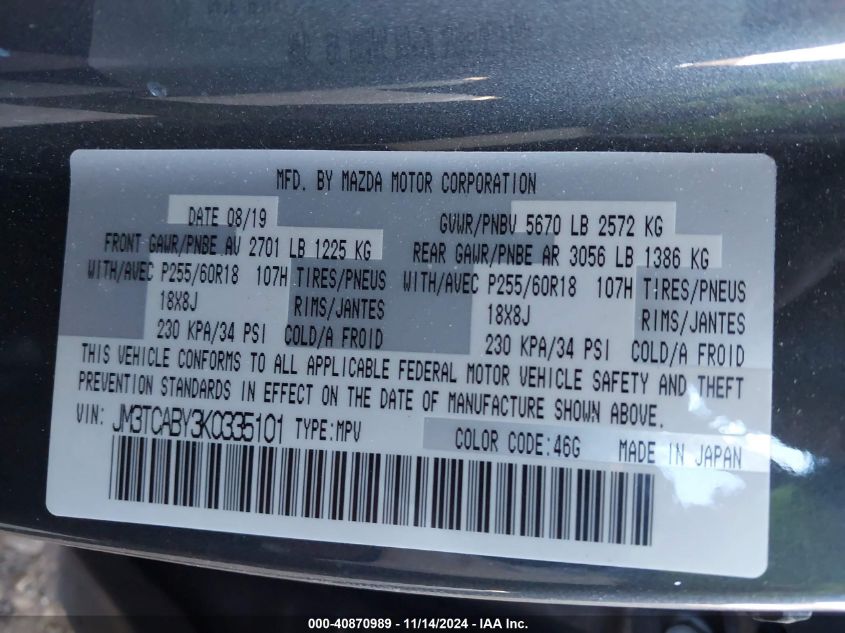 MFD. BY MAZDA MOTOR CORPORATION
DATE 08/19 GVWR/PNBV 5670 LB 2572 KG
FRONT GAWR/PNBE AV 2701 LB 1225 KG REAR GAWR/PNBE AR 3056 LB 1386 KG
WITH/AVEC P255/60R18 107H TIRES/PNEUS WITH/AVEC P255/60R18 107H TIRES/PNEUS
18X8J RIMS/JANTES 18X8J RIMS/JANTES
230 KPA/34 PSI COLD/A FROID 230 KPA/34 PSI COLD/A FROID
THIS VEHICLE CONFORMS TO ALL APPLICABLE FEDERAL MOTOR VEHICLE SAFETY AND THEFT
PREVENTION STANDARDS IN EFFECT ON THE DATE OF MANUFACTURE SHOWN ABOVE.
VIN: JM3TCABY3K0335101 TYPE:MPV COLOR CODE:46G MADE IN JAPAN
000-40870989 - 11/14/2024 - IAA Inc.